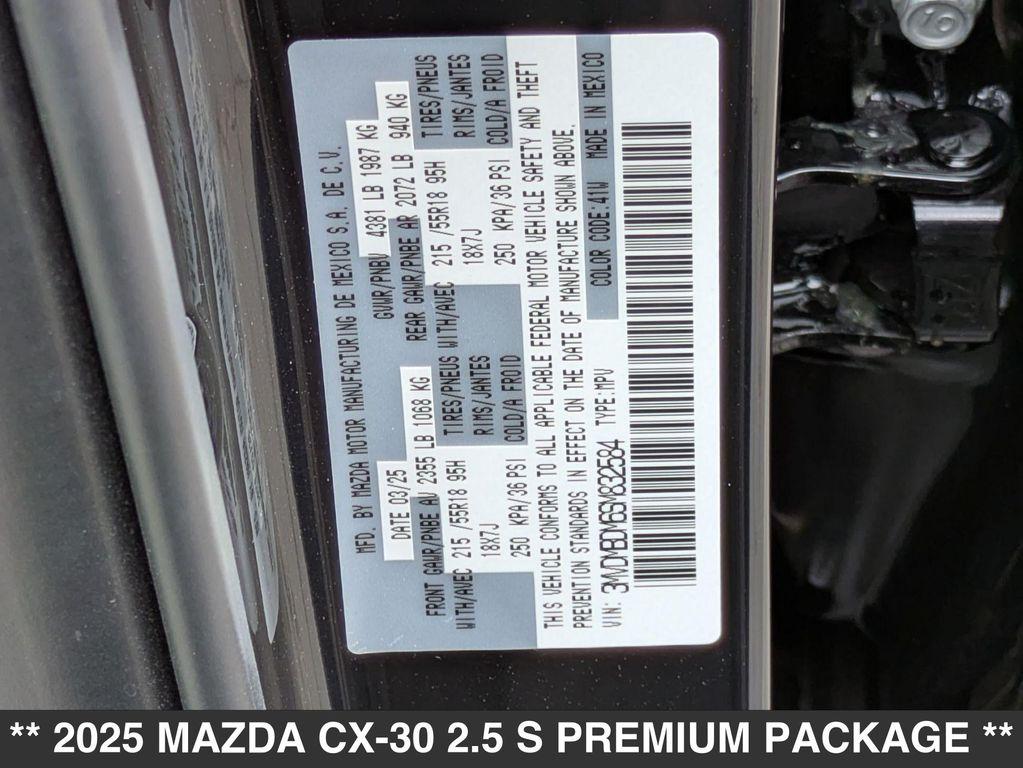 MFD. BY MAZDA MOTOR MANUFACTURING DE MEXICO S.A. DE C.V.
DATE 03/25
GWWR/PNBV 4381 LB 1987 KG
FRONT GAWR/PNBE AV 2355 LB 1068 KG
REAR GAWR/PNBE AR 2072 LB 940 KG
WITH/AVEC 215 /55R18 95H TIRES/PNEUS WITH/AVEC 215 /55R18 95H TIRES/PNEUS
18X7J RIMS/JANTES 18X7J RIMS/JANTES
250 KPA/36 PSI COLD/A FROID 250 KPA/36 PSI COLD/A FROID
THIS VEHICLE CONFORMS TO ALL APPLICABLE FEDERAL MOTOR VEHICLE SAFETY AND THEFT
PREVENTION STANDARDS IN EFFECT ON THE DATE OF MANUFACTURE SHOWN ABOVE.
VIN: 3MVDMBDM6SM832584 TYPE:MPV COLOR CODE:41W MADE IN MEXICO
10
** 2025 MAZDA CX-30 2.5 S PREMIUM PACKAGE **